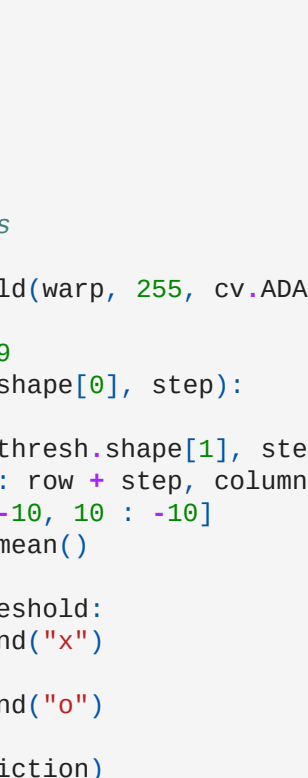 s
ld(warp, 255, cv.ADA
9
shape[0], step):
thresh.shape[1], ste
: row + step, column
-10, 10 : -10]
mean()
eshold:
nd("x")
nd("o")
iction)